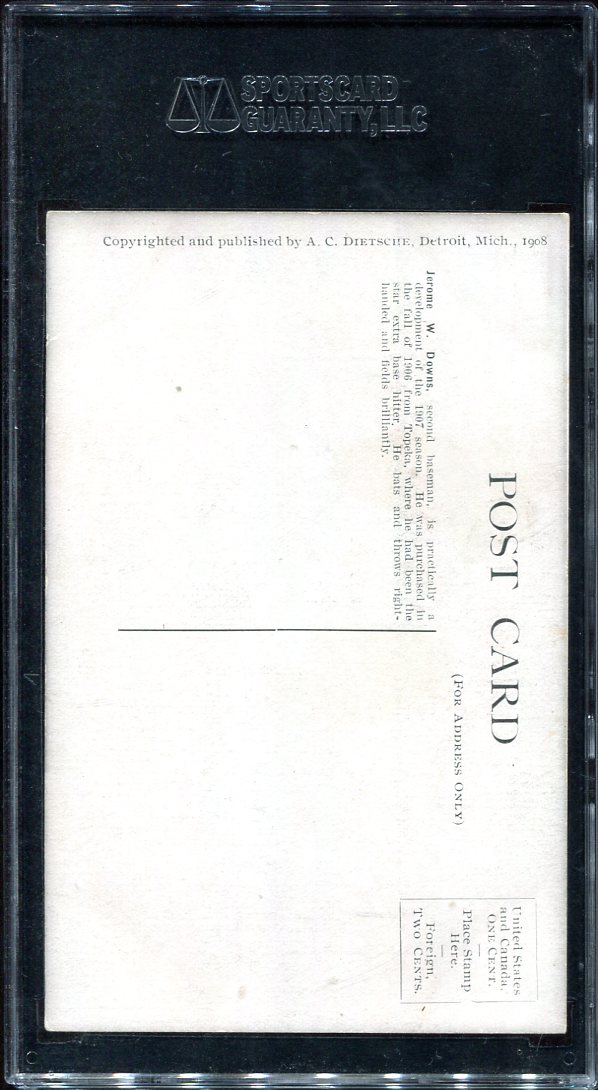 SPORTSCARD
GUARANTY, LLC
Copyrighted and published by A. C. DIETSCHE, Detroit, Mich., 1908
POST CARD
(FOR ADDRESS ONLY)
Jerome W. Downs, second baseman, is practically a
development of the 1907 season. He was purchased in
the fall of 1906 from Topeka, where he had been the
star extra base hitter. He bats and throws right-
handed and fields brilliantly.
United States
and Canada,
ONE CENT.
Place Stamp
Here.
Foreign,
TWO CENTS.